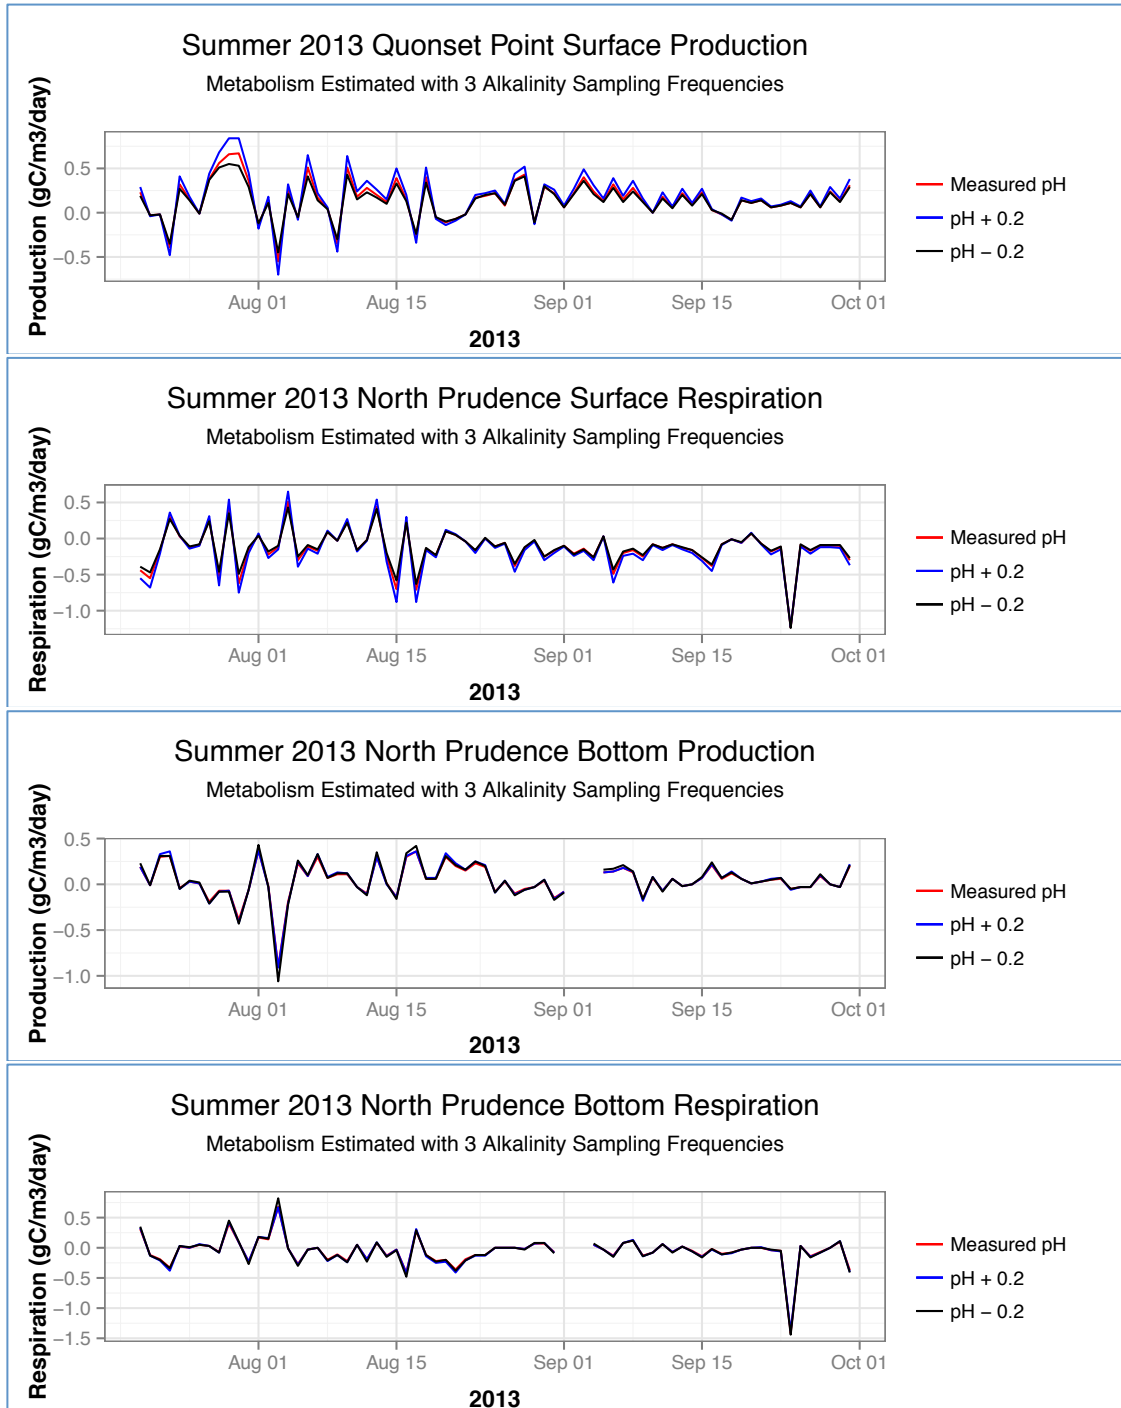 Summer 2013 Quonset Point Surface Production
Metabolism Estimated with 3 Alkalinity Sampling Frequencies
Production (gC/m3/day)
0.5
0.0
−0.5
Aug 01
Aug 15
Sep 01
Sep 15
Oct 01
2013
Measured pH
pH + 0.2
pH − 0.2
Summer 2013 North Prudence Surface Respiration
Metabolism Estimated with 3 Alkalinity Sampling Frequencies
Respiration (gC/m3/day)
0.5
0.0
−0.5
−1.0
Aug 01
Aug 15
Sep 01
Sep 15
Oct 01
2013
Measured pH
pH + 0.2
pH − 0.2
Summer 2013 North Prudence Bottom Production
Metabolism Estimated with 3 Alkalinity Sampling Frequencies
Production (gC/m3/day)
0.5
0.0
−0.5
−1.0
Aug 01
Aug 15
Sep 01
Sep 15
Oct 01
2013
Measured pH
pH + 0.2
pH − 0.2
Summer 2013 North Prudence Bottom Respiration
Metabolism Estimated with 3 Alkalinity Sampling Frequencies
Respiration (gC/m3/day)
0.5
0.0
−0.5
−1.0
−1.5
Aug 01
Aug 15
Sep 01
Sep 15
Oct 01
2013
Measured pH
pH + 0.2
pH − 0.2